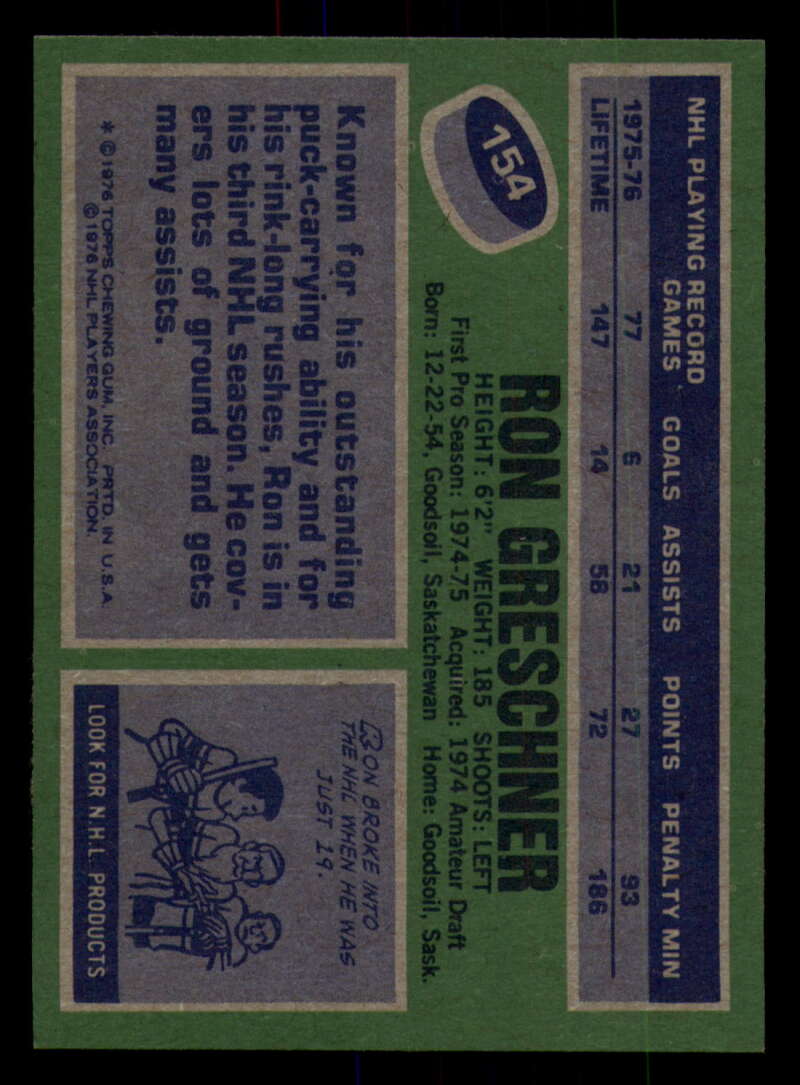 NHL PLAYING RECORD
GAMES GOALS ASSISTS POINTS PENALTY MIN
1975-76 77 6 21 27 93
LIFETIME 147 14 58 72 186
154
RON GRESCHNER
HEIGHT: 6'2" WEIGHT: 185 SHOOTS: LEFT
First Pro Season: 1974-75 Acquired: 1974 Amateur Draft
Born: 12-22-54, Goodsoil, Saskatchewan Home: Goodsoil, Sask.
Known for his outstanding
puck-carrying ability and for
his rink-long rushes, Ron is in
his third NHL season. He cov-
ers lots of ground and gets
many assists.
* © 1976 TOPPS CHEWING GUM, INC. PRTD. IN U.S.A.
© 1976 NHL PLAYERS ASSOCIATION.
RON BROKE INTO
THE NHL WHEN HE WAS
JUST 19.
LOOK FOR N.H.L. PRODUCTS